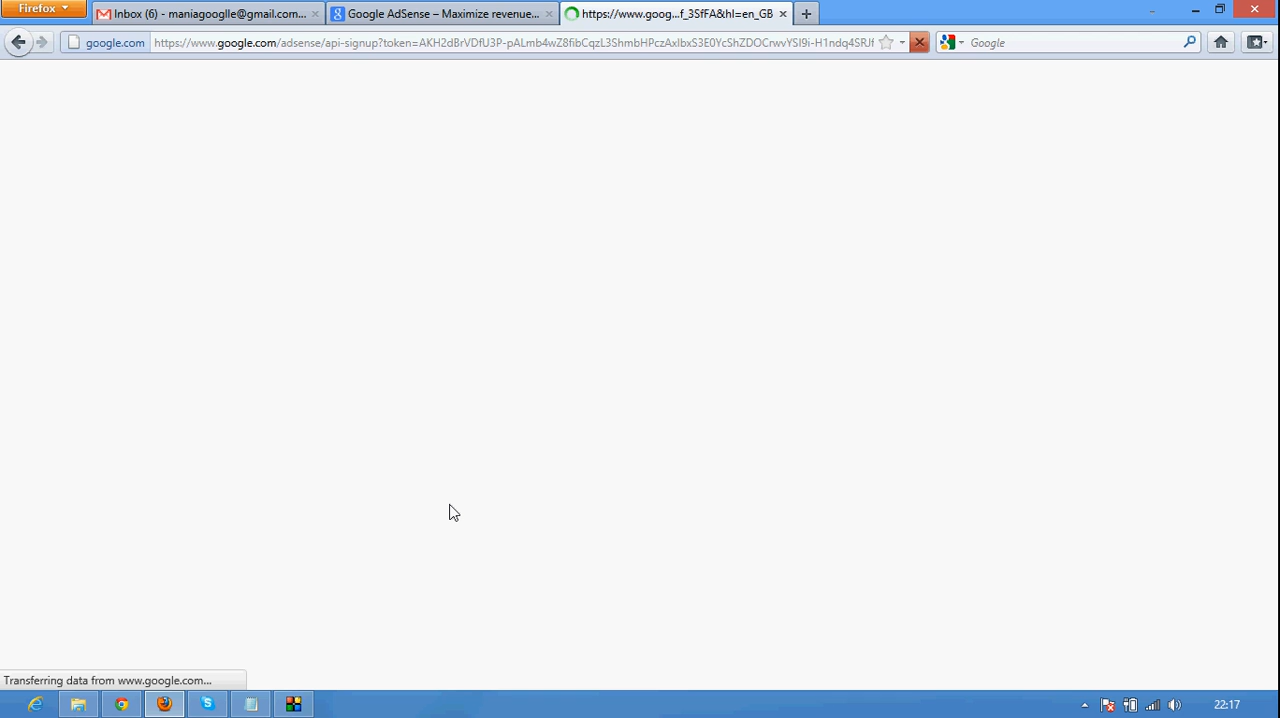 Firefox
Inbox (6) - maniagooglle@gmail.com...
Google AdSense – Maximize revenue...
https://www.goog...f_3SfFA&hl=en_GB
google.com
https://www.google.com/adsense/api-signup?token=AKH2dBrVDfU3P-pALmb4wZ8fibCqzL3ShmbHPczAxIbxS3E0YcShZDOCrwvYSI9i-H1ndq4SRJf
Google
Transferring data from www.google.com...
22:17